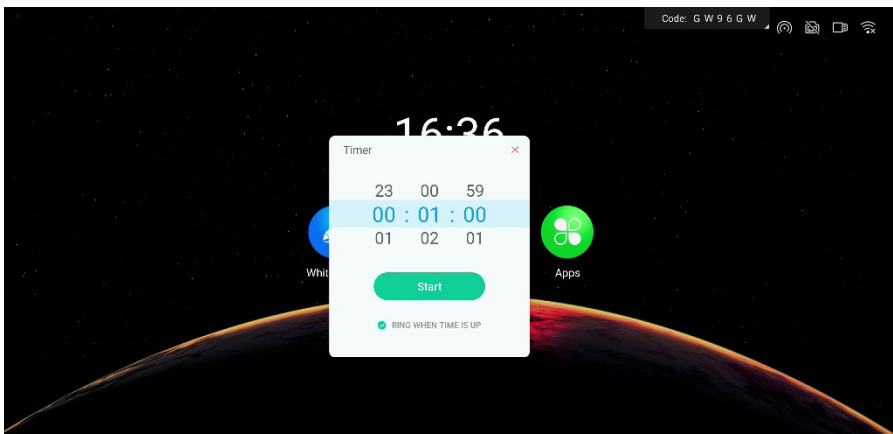 Code: G W 9 6 G W
16:36
Timer
23 00 59
00 : 01 : 00
01 02 01
Whit
Apps
Start
RING WHEN TIME IS UP